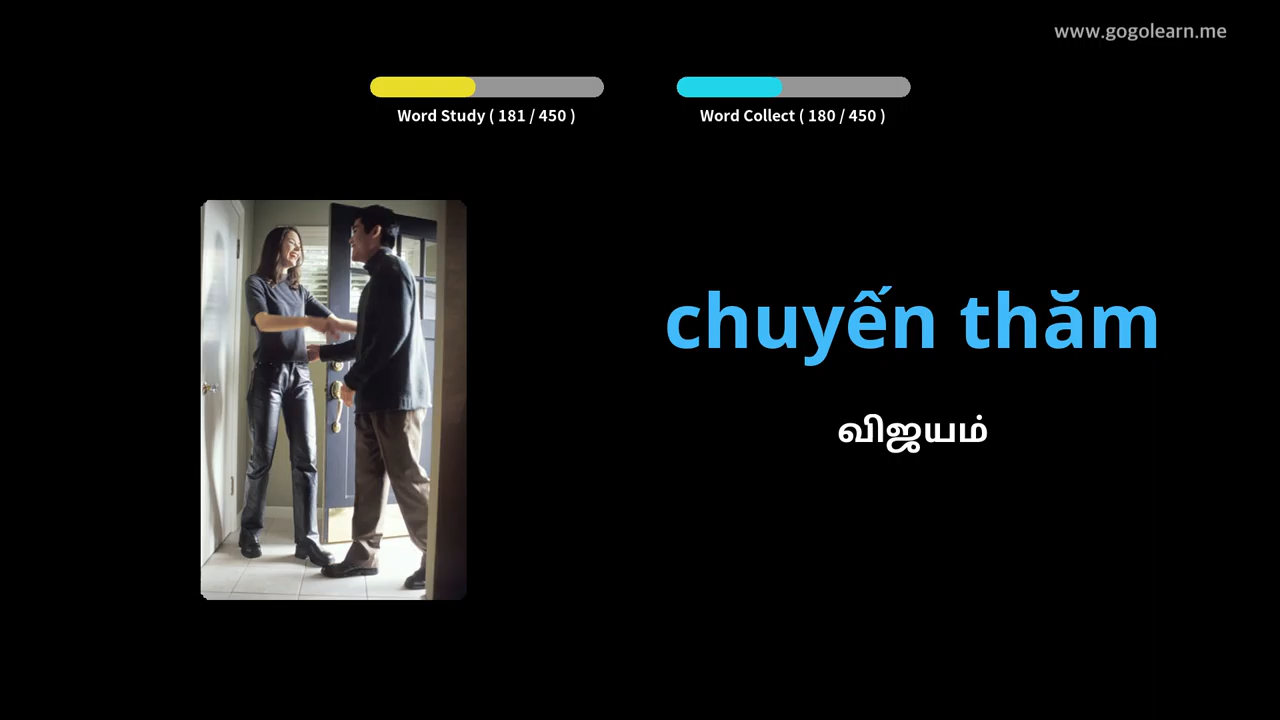 www.gogolearn.me
Word Study ( 181 / 450 )
Word Collect ( 180 / 450 )
chuyến thăm
விஜயம்